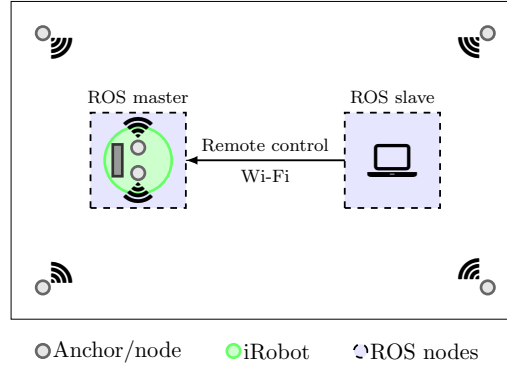 ROS master
ROS slave
Remote control
Wi-Fi
Anchor/node
iRobot
ROS nodes